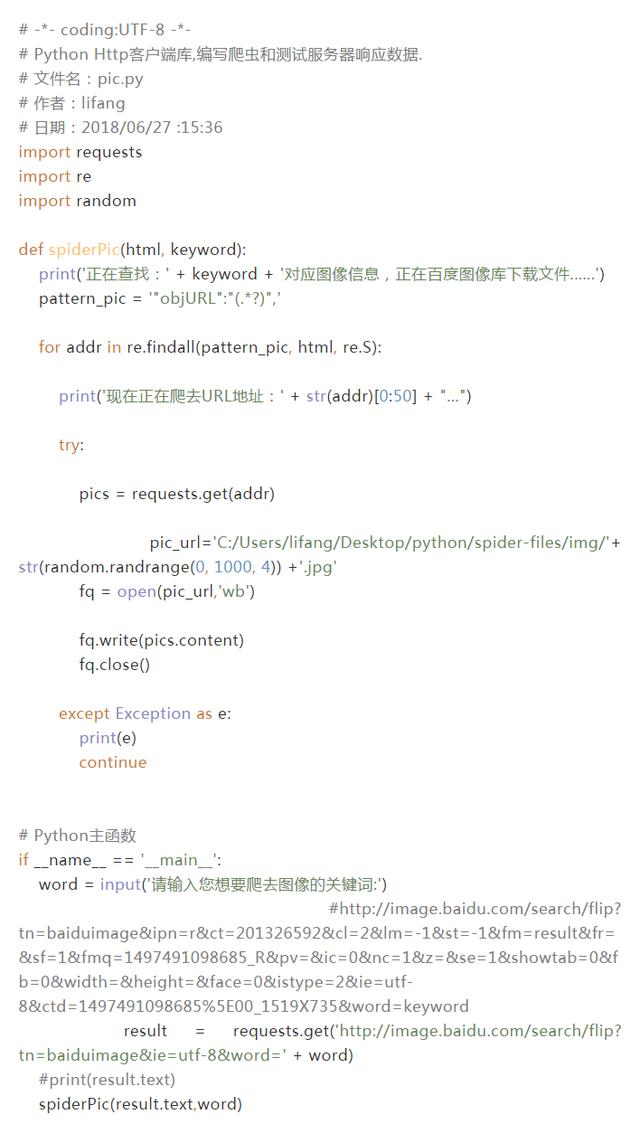 # -*- coding:UTF-8 -*-
# Python Http客户端库,编写爬虫和测试服务器响应数据.
# 文件名：pic.py
# 作者：lifang
# 日期：2018/06/27 :15:36
import requests
import re
import random
def spiderPic(html, keyword):
print('正在查找：' + keyword + '对应图像信息，正在百度图像库下载文件......')
pattern_pic = '"objURL":"(.*?)",'
for addr in re.findall(pattern_pic, html, re.S):
print('现在正在爬去URL地址：' + str(addr)[0:50] + "...")
try:
pics = requests.get(addr)
pic_url='C:/Users/lifang/Desktop/python/spider-files/img/'+
str(random.randrange(0, 1000, 4)) +'.jpg'
fq = open(pic_url,'wb')
fq.write(pics.content)
fq.close()
except Exception as e:
print(e)
continue
# Python主函数
if __name__ == '__main__':
word = input('请输入您想要爬去图像的关键词:')
#http://image.baidu.com/search/flip?
tn=baiduimage&ipn=r&ct=201326592&cl=2&lm=-1&st=-1&fm=result&fr=
&sf=1&fmq=1497491098685_R&pv=&ic=0&nc=1&z=&se=1&showtab=0&f
b=0&width=&height=&face=0&istype=2&ie=utf-
8&ctd=1497491098685%5E00_1519X735&word=keyword
result = requests.get('http://image.baidu.com/search/flip?
tn=baiduimage&ie=utf-8&word=' + word)
#print(result.text)
spiderPic(result.text,word)